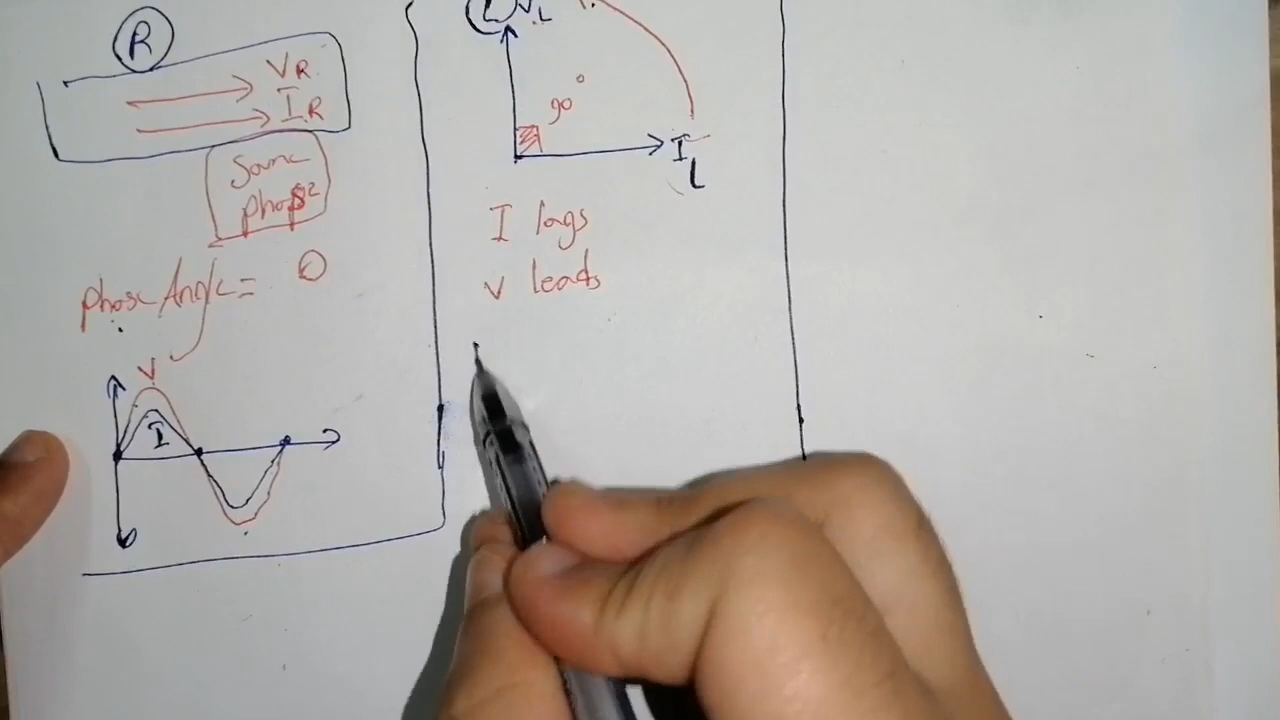 R
VR
IR
Same
phase
phase Angle = 0
V
I
L VL
90°
IL
I lags
V leads